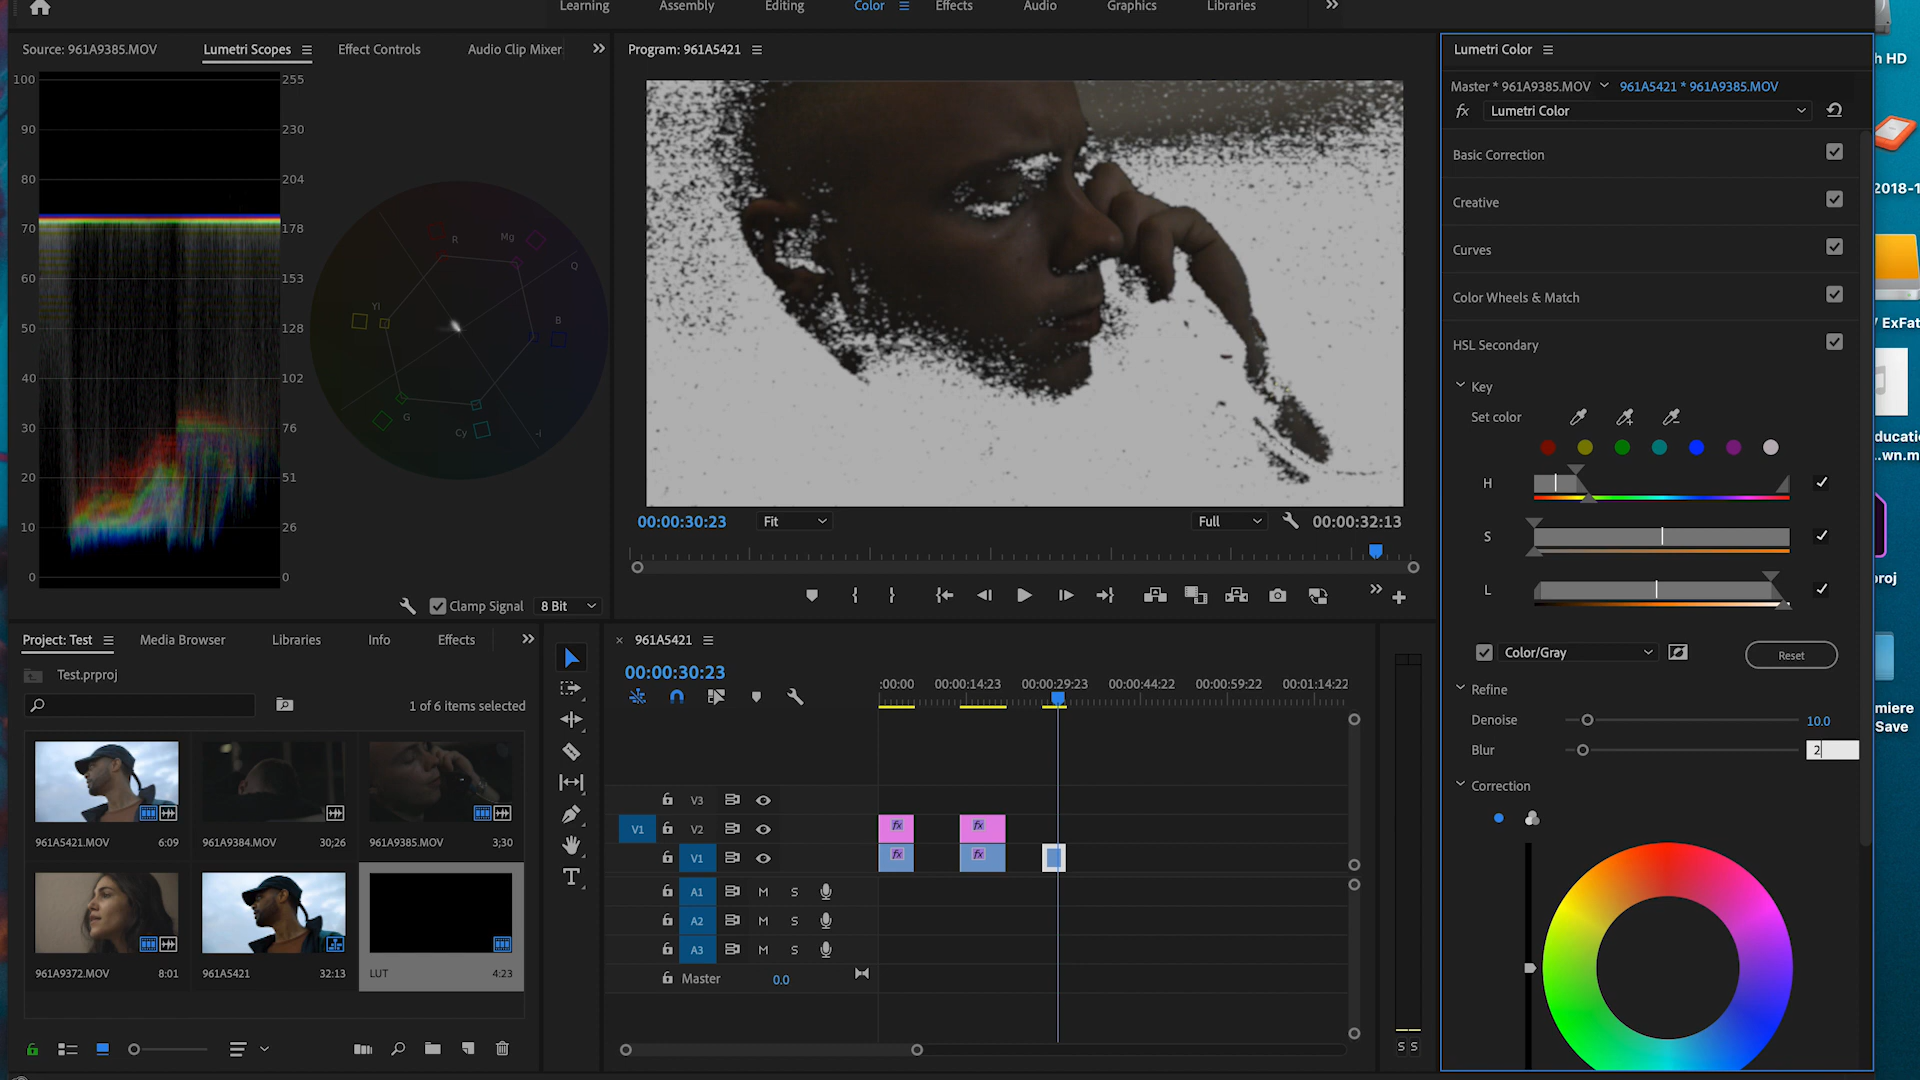 Learning Assembly Editing Color Effects Audio Graphics Libraries
Source: 961A9385.MOV Lumetri Scopes Effect Controls Audio Clip Mixer
Program: 961A5421
Lumetri Color
h HD
Master * 961A9385.MOV 961A5421 * 961A9385.MOV
fx Lumetri Color
100 255
90 230
80 204
70 178
60 153
50 128
40 102
30 76
20 51
10 26
0 0
R Mg Q
Yl B
G Cy -i
Basic Correction
Creative
Curves
Color Wheels & Match
HSL Secondary
Key
Set color
H
S
L
Color/Gray Reset
Refine
Denoise 10.0
Blur 2
Correction
2018-1
ExFat
ducatio
...wn.m
roj
miere
Save
00:00:30:23 Fit Full 00:00:32:13
Clamp Signal 8 Bit
Project: Test Media Browser Libraries Info Effects
Test.prproj
1 of 6 items selected
961A5421.MOV 6:09
961A9384.MOV 30;26
961A9385.MOV 3;30
961A9372.MOV 8:01
961A5421 32:13
LUT 4:23
× 961A5421
00:00:30:23
:00:00 00:00:14:23 00:00:29:23 00:00:44:22 00:00:59:22 00:01:14:22
V3
V1 V2 fx fx
V1 fx fx
A1 M S
A2 M S
A3 M S
Master 0.0
T
S S